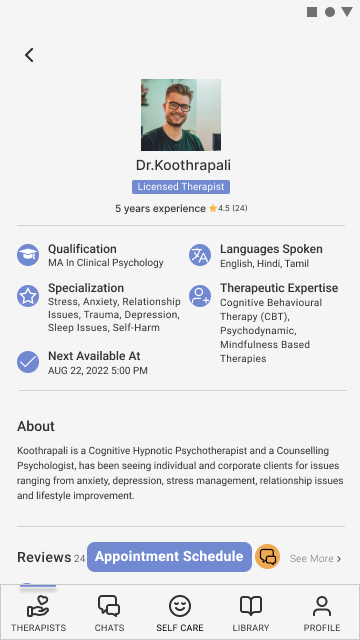 Dr.Koothrapali
Licensed Therapist
5 years experience 4.5 (24)
Qualification
MA In Clinical Psychology
Languages Spoken
English, Hindi, Tamil
Specialization
Stress, Anxiety, Relationship
Issues, Trauma, Depression,
Sleep Issues, Self-Harm
Therapeutic Expertise
Cognitive Behavioural
Therapy (CBT),
Psychodynamic,
Mindfulness Based
Therapies
Next Available At
AUG 22, 2022 5:00 PM
About
Koothrapali is a Cognitive Hypnotic Psychotherapist and a Counselling
Psychologist, has been seeing individual and corporate clients for issues
ranging from anxiety, depression, stress management, relationship issues
and lifestyle improvement.
Reviews 24 Appointment Schedule See More >
THERAPISTS CHATS SELF CARE LIBRARY PROFILE